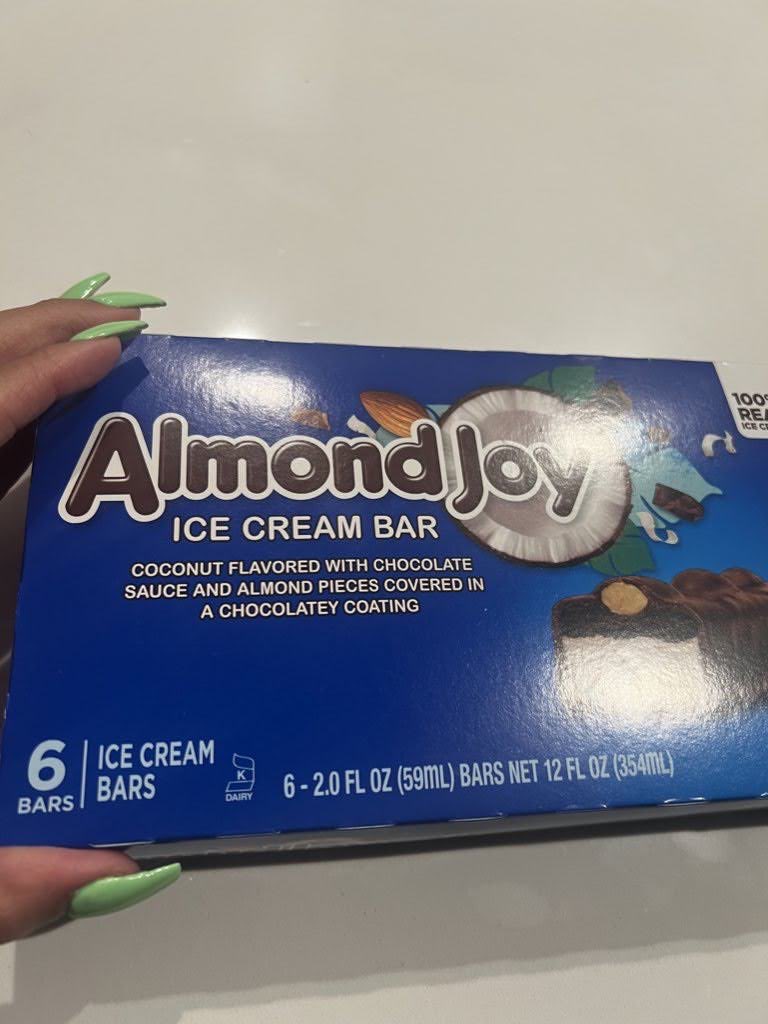 Almond Joy
ICE CREAM BAR
COCONUT FLAVORED WITH CHOCOLATE
SAUCE AND ALMOND PIECES COVERED IN
A CHOCOLATEY COATING
100%
6
BARS
ICE CREAM
BARS
K
DAIRY
6 - 2.0 FL OZ (59mL) BARS NET 12 FL OZ (354mL)